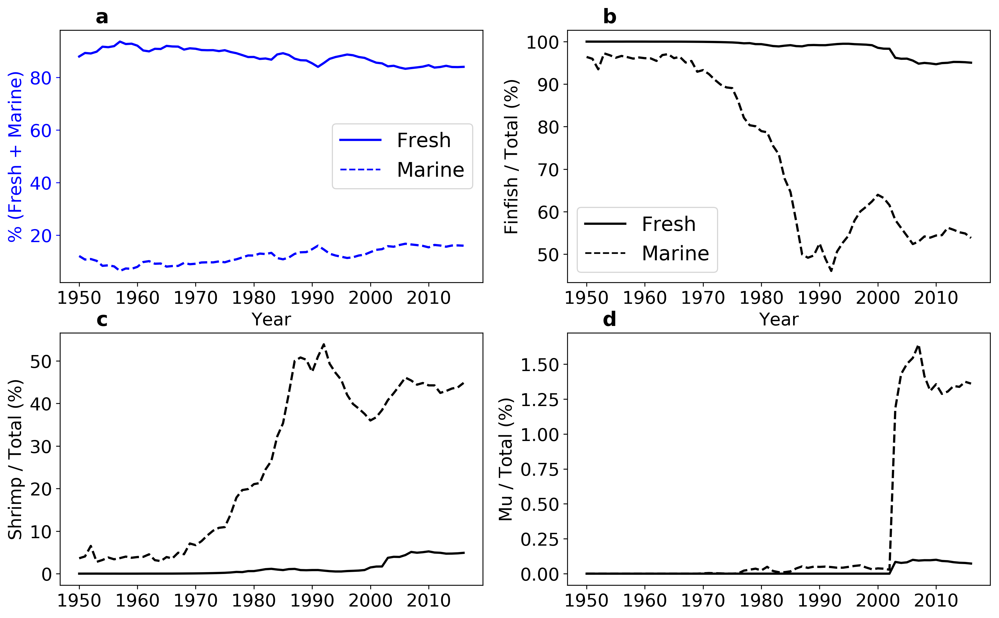 a
% (Fresh + Marine)
80
60
40
20
Fresh
Marine
1950 1960 1970 1980 1990 2000 2010
Year
b
Finfish / Total (%)
100
90
80
70
60
50
Fresh
Marine
1950 1960 1970 1980 1990 2000 2010
Year
c
Shrimp / Total (%)
50
40
30
20
10
0
1950 1960 1970 1980 1990 2000 2010
d
Mu / Total (%)
1.50
1.25
1.00
0.75
0.50
0.25
0.00
1950 1960 1970 1980 1990 2000 2010